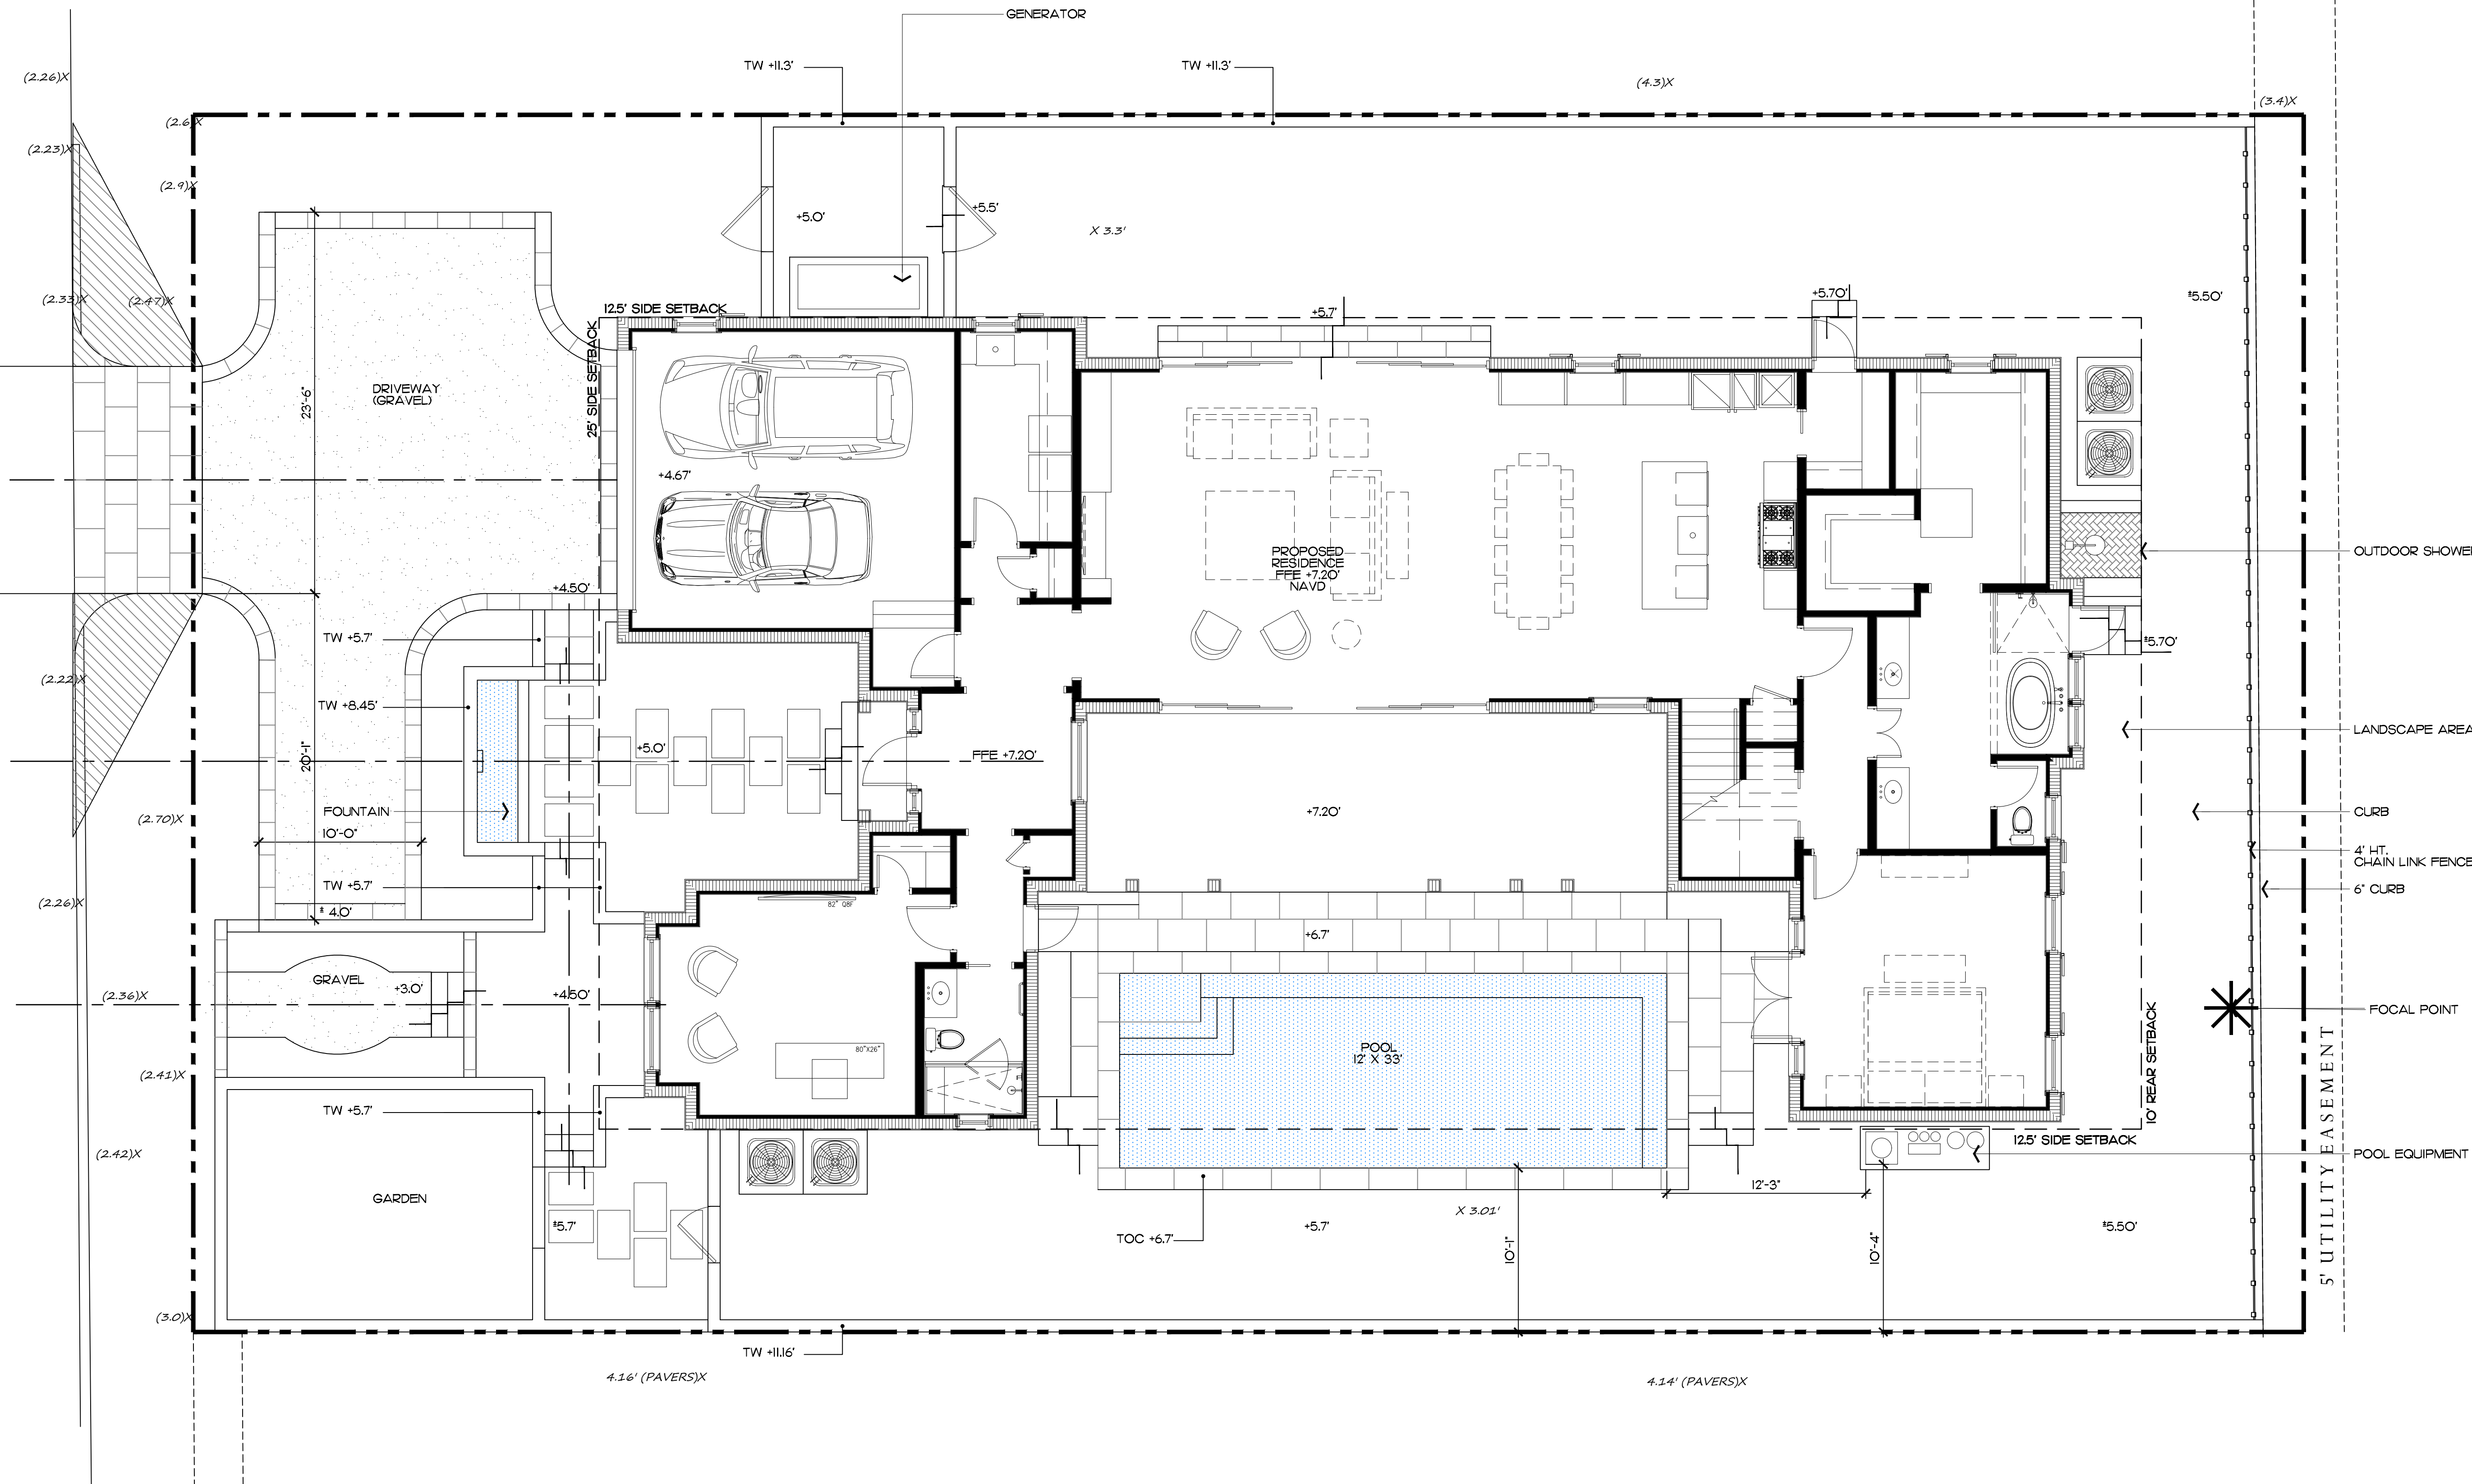 GENERATOR
TW +11.3'
TW +11.3'
(2.26)X
(4.3)X
(3.4)X
(2.6)X
(2.23)X
(2.9)X
+5.0'
+5.5'
X 3.3'
(2.33)X
(2.47)X
12.5' SIDE SETBACK
25' SIDE SETBACK
+5.7'
+5.70'
±5.50'
DRIVEWAY
(GRAVEL)
23'-6"
+4.67'
PROPOSED
RESIDENCE
FFE +7.20'
NAVD
OUTDOOR SHOWER
+4.50'
TW +5.7'
±5.70'
(2.22)X
TW +8.45'
+5.0'
FFE +7.20'
LANDSCAPE AREA
20'-1"
FOUNTAIN
10'-0"
(2.70)X
+7.20'
CURB
4' HT.
CHAIN LINK FENCE
TW +5.7'
6" CURB
(2.26)X
± 4.0'
82" QBF
+6.7'
GRAVEL
+3.0'
(2.36)X
+4.50'
FOCAL POINT
POOL
12' X 33'
80"X26"
(2.41)X
10' REAR SETBACK
5' UTILITY EASEMENT
TW +5.7'
12.5' SIDE SETBACK
(2.42)X
POOL EQUIPMENT
GARDEN
12'-3"
±5.7'
X 3.01'
+5.7'
±5.50'
TOC +6.7'
10'-1"
10'-4"
(3.0)X
TW +11.16'
4.16' (PAVERS)X
4.14' (PAVERS)X